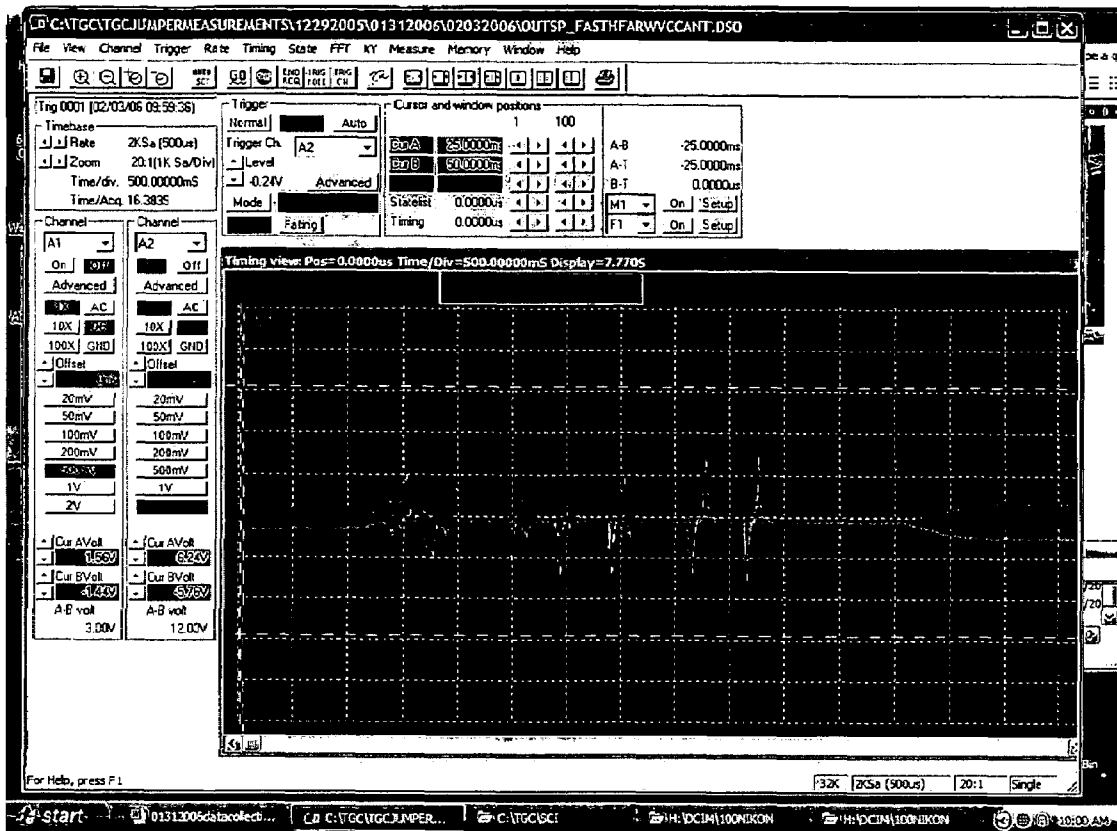 C:\TGC\TGCJUMPERMEASUREMENTS\12292005\01312006\02032006\OUTSP_FASTHFARWVCCANT.DSO
File View Channel Trigger Rate Timing State FFT XY Measure Memory Window Help
GO
Trig 0001 [02/03/06 09:59:36]
Timebase
Rate 2KSa (500us)
Zoom 20:1(1K Sa/Div)
Time/div. 500.00000mS
Time/Acq. 16.383S
Trigger
Normal Auto
Trigger Ch. A2
Level
-0.24V Advanced
Mode
Falling
Cursor and window positions
1 100
Cur A 25.0000ms
Cur B 50.0000ms
Statelist 0.0000us
Timing 0.0000us
A-B -25.0000ms
A-T -25.0000ms
B-T 0.0000us
M1 On Setup
F1 On Setup
Channel Channel
A1 A2
On Off Off
Advanced Advanced
AC AC
10X 10X
100X GND 100X GND
Offset Offset
20mV 20mV
50mV 50mV
100mV 100mV
200mV 200mV
500mV
1V 1V
2V
Cur AVolt Cur AVolt
1.56V 6.24V
Cur BVolt Cur BVolt
-1.44V -5.76V
A-B volt A-B volt
3.00V 12.00V
Timing view: Pos=0.0000us Time/Div=500.00000mS Display=7.770S
For Help, press F1
32K 2KSa (500us) 20:1 Single
start 01312006datacollecti... C:\TGC\TGCJUMPER... C:\TGC\SCI H:\DCIM\100NIKON H:\DCIM\100NIKON 10:00 AM